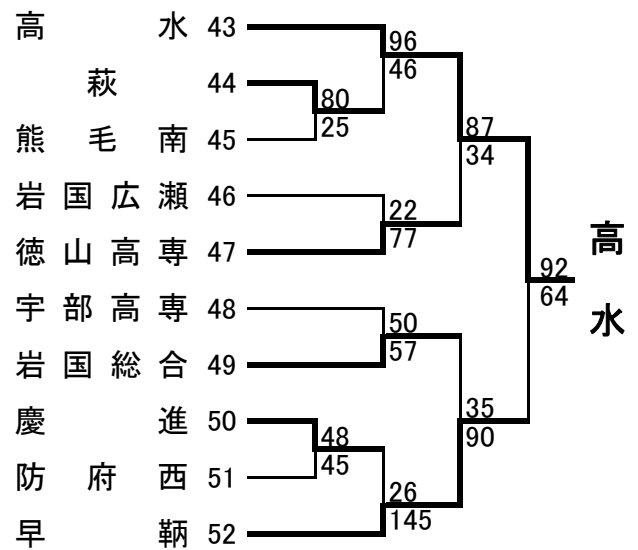 高水 43
萩 44
熊毛南 45
岩国広瀬 46
徳山高専 47
宇部高専 48
岩国総合 49
慶進 50
防府西 51
早鞆 52
80
25
48
45
96
46
22
77
50
57
26
145
87
34
35
90
92
64
高水